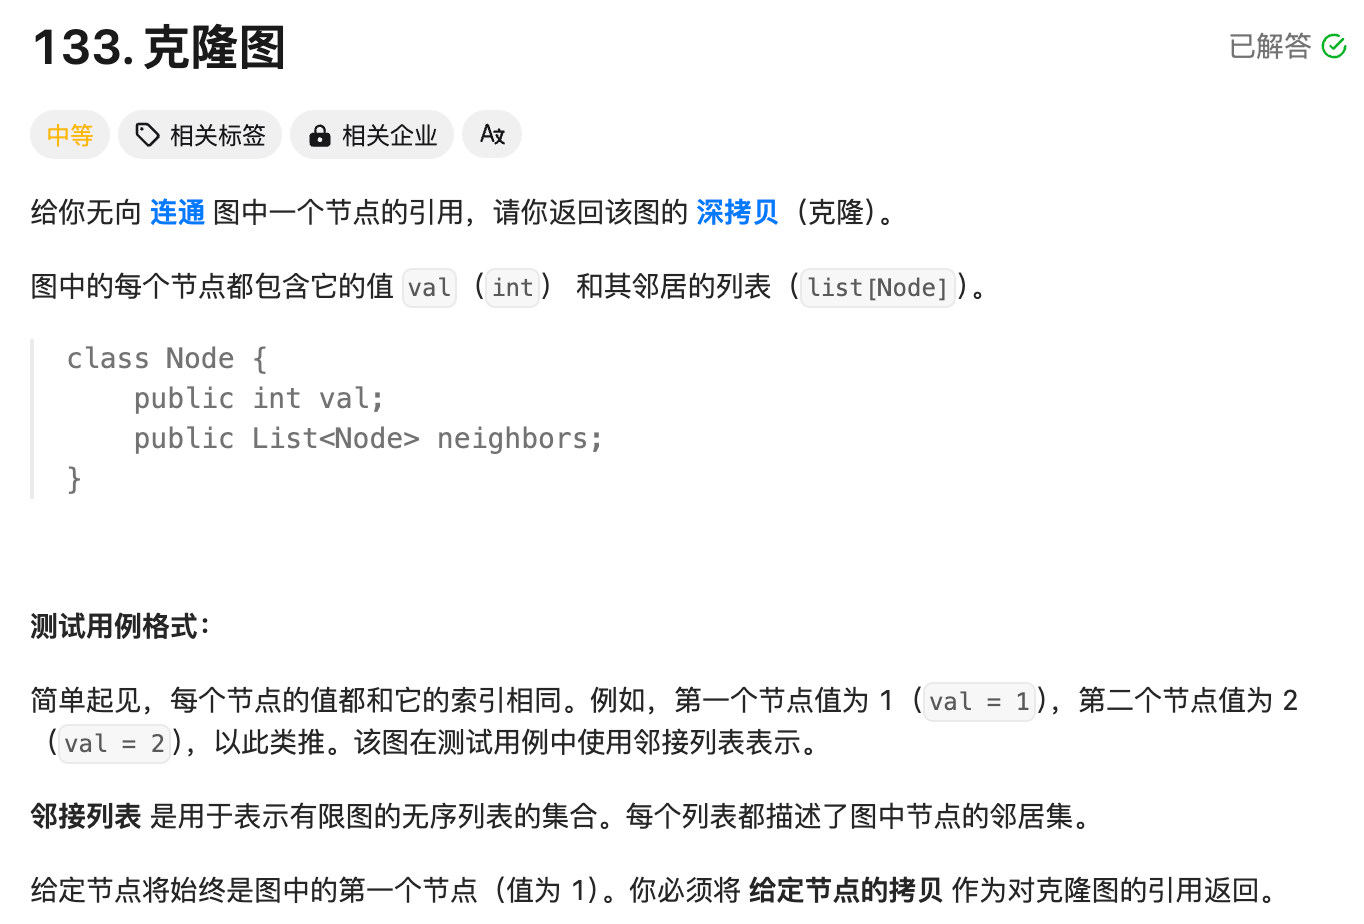 133. 克隆图
已解答
中等
相关标签
相关企业
给你无向 连通 图中一个节点的引用，请你返回该图的 深拷贝（克隆）。
图中的每个节点都包含它的值 val（int） 和其邻居的列表（list[Node]）。
class Node {
    public int val;
    public List<Node> neighbors;
}
测试用例格式：
简单起见，每个节点的值都和它的索引相同。例如，第一个节点值为 1（val = 1），第二个节点值为 2
（val = 2），以此类推。该图在测试用例中使用邻接列表表示。
邻接列表 是用于表示有限图的无序列表的集合。每个列表都描述了图中节点的邻居集。
给定节点将始终是图中的第一个节点（值为 1）。你必须将 给定节点的拷贝 作为对克隆图的引用返回。